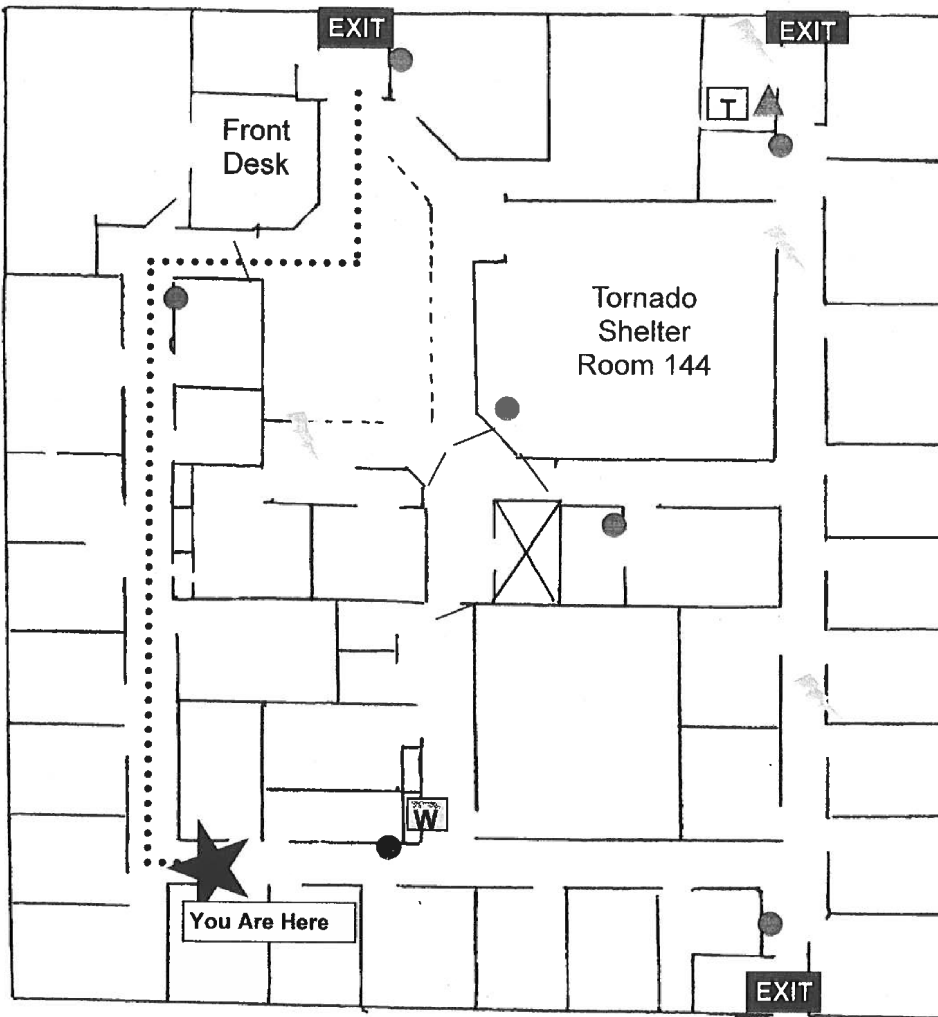 EXIT
EXIT
T
Front
Desk
Tornado
Shelter
Room 144
W
You Are Here
EXIT